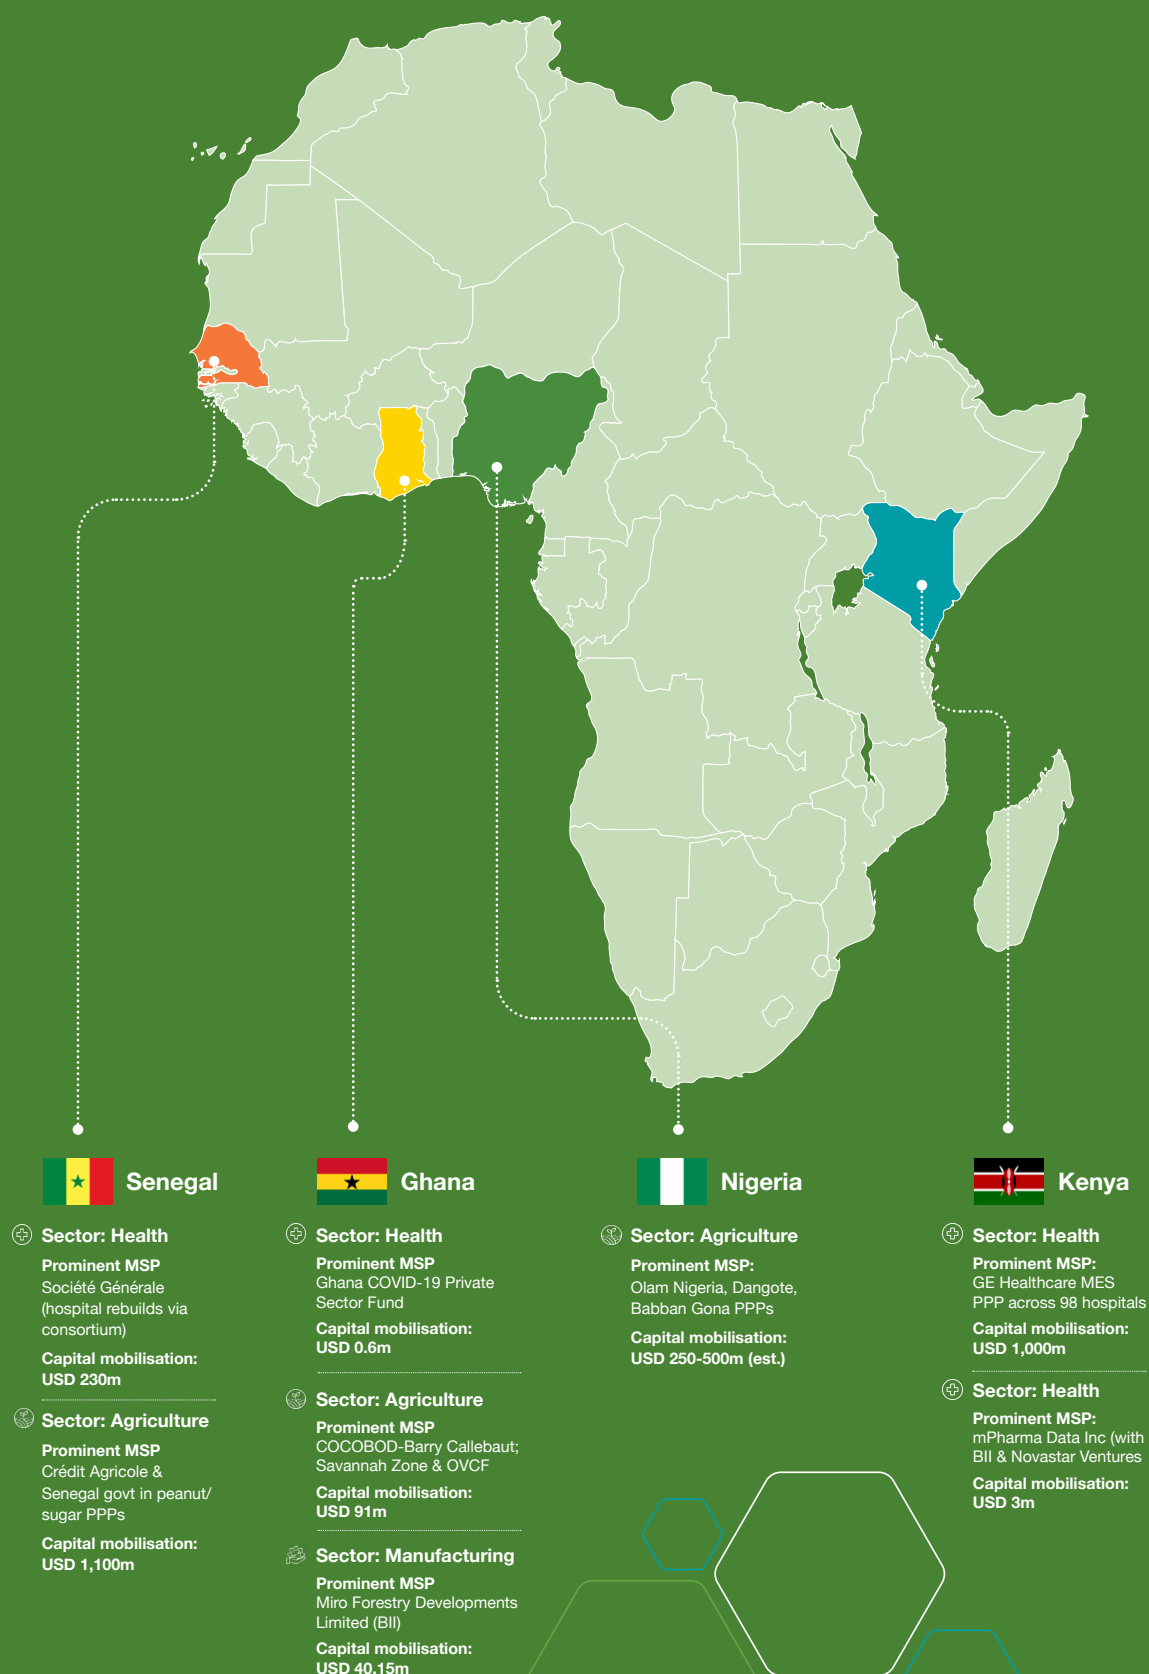 Senegal
Sector: Health
Prominent MSP
Société Générale
(hospital rebuilds via
consortium)
Capital mobilisation:
USD 230m
Sector: Agriculture
Prominent MSP
Crédit Agricole &
Senegal govt in peanut/
sugar PPPs
Capital mobilisation:
USD 1,100m
Ghana
Sector: Health
Prominent MSP
Ghana COVID-19 Private
Sector Fund
Capital mobilisation:
USD 0.6m
Sector: Agriculture
Prominent MSP
COCOBOD-Barry Callebaut;
Savannah Zone & OVCF
Capital mobilisation:
USD 91m
Sector: Manufacturing
Prominent MSP
Miro Forestry Developments
Limited (BII)
Capital mobilisation:
USD 40.15m
Nigeria
Sector: Agriculture
Prominent MSP:
Olam Nigeria, Dangote,
Babban Gona PPPs
Capital mobilisation:
USD 250-500m (est.)
Kenya
Sector: Health
Prominent MSP:
GE Healthcare MES
PPP across 98 hospitals
Capital mobilisation:
USD 1,000m
Sector: Health
Prominent MSP:
mPharma Data Inc (with
BII & Novastar Ventures
Capital mobilisation:
USD 3m